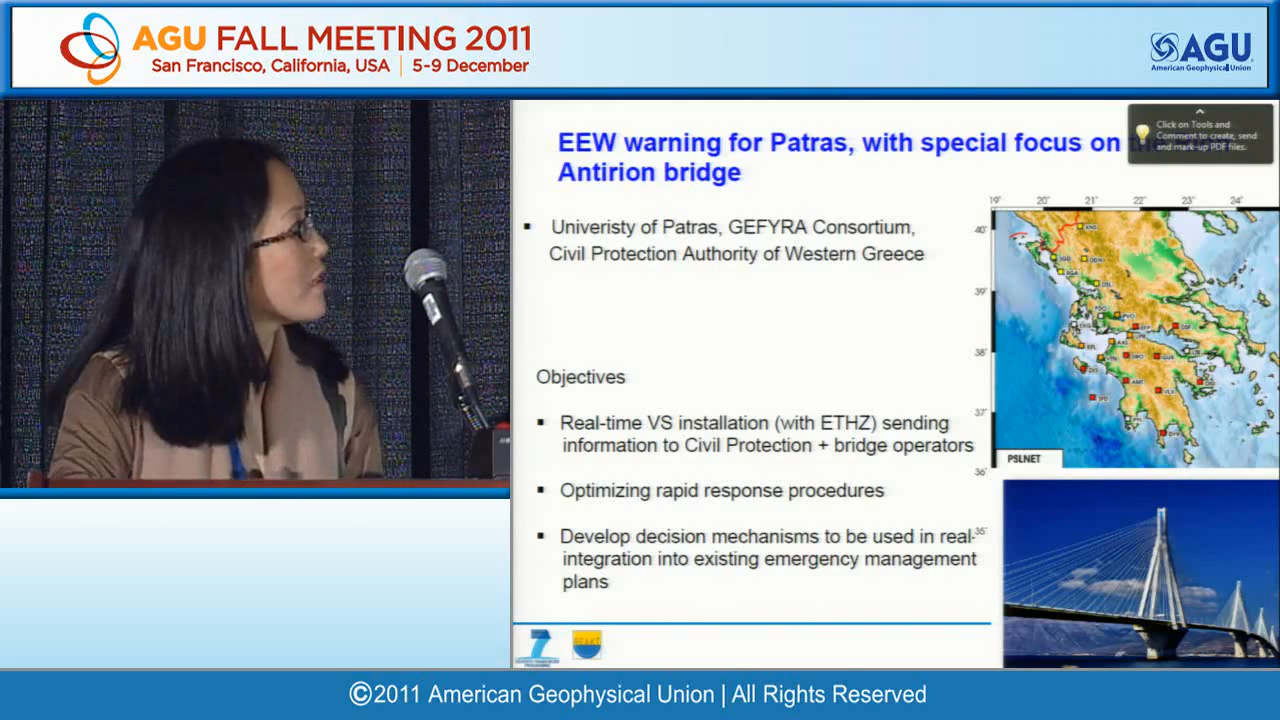 AGU FALL MEETING 2011
San Francisco, California, USA | 5-9 December
AGU
American Geophysical Union
Click on Tools and
Comment to create, send
and mark-up PDF files.
EEW warning for Patras, with special focus on
Antirion bridge
▪ Univeristy of Patras, GEFYRA Consortium,
Civil Protection Authority of Western Greece
Objectives
▪ Real-time VS installation (with ETHZ) sending
information to Civil Protection + bridge operators
▪ Optimizing rapid response procedures
▪ Develop decision mechanisms to be used in real-
integration into existing emergency management
plans
19° 20° 21° 22° 23° 24°
40°
39°
38°
37°
36°
35°
PSLNET
7
©2011 American Geophysical Union | All Rights Reserved